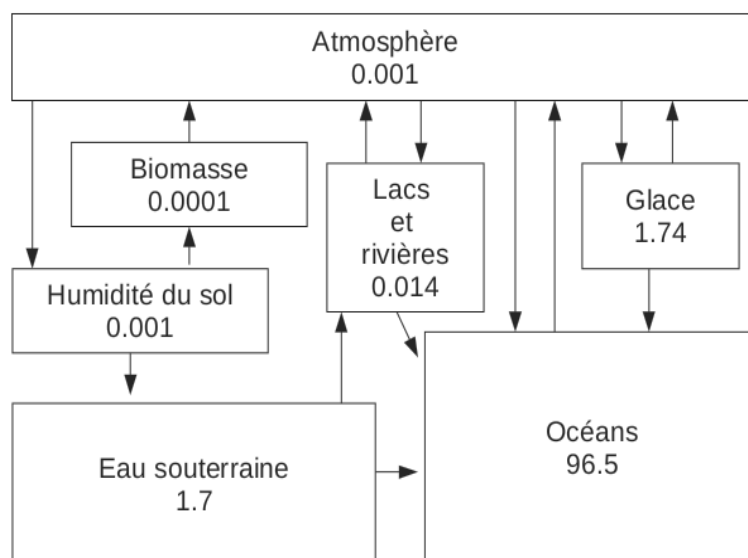 Atmosphère
0.001
Biomasse
0.0001
Lacs
et
rivières
0.014
Glace
1.74
Humidité du sol
0.001
Eau souterraine
1.7
Océans
96.5